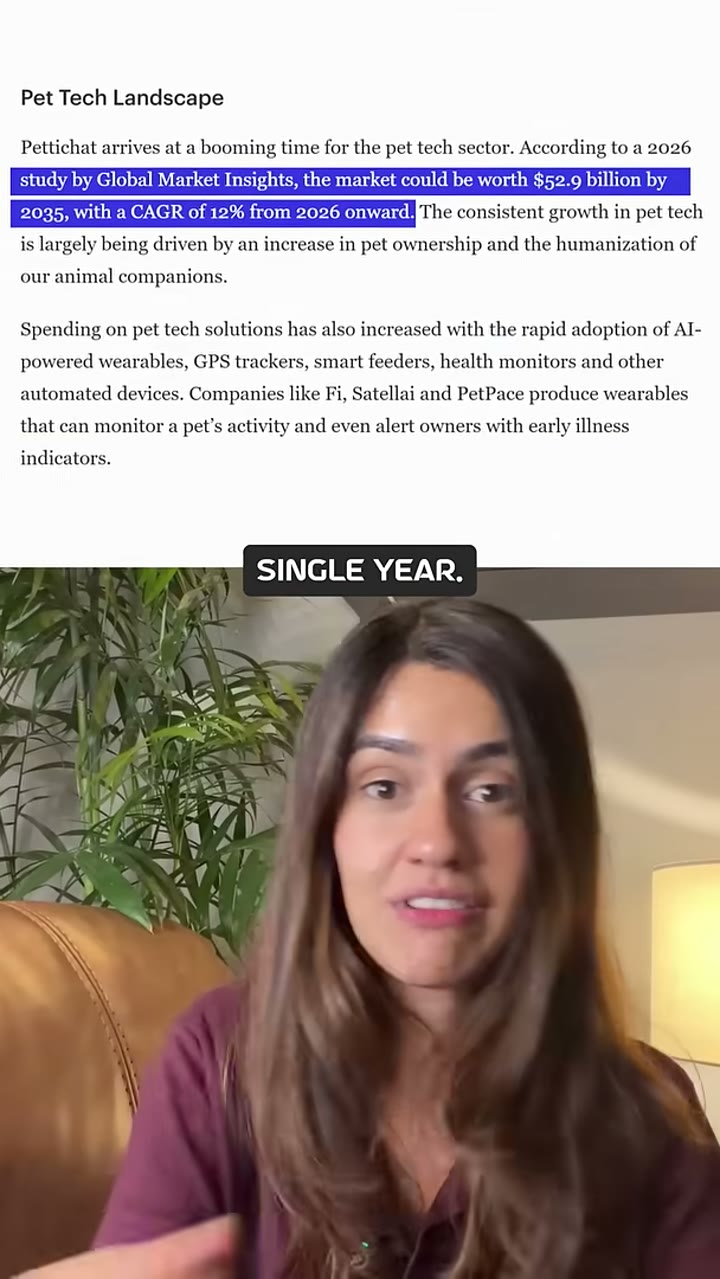 Pet Tech Landscape
Pettichat arrives at a booming time for the pet tech sector. According to a 2026
study by Global Market Insights, the market could be worth $52.9 billion by
2035, with a CAGR of 12% from 2026 onward. The consistent growth in pet tech
is largely being driven by an increase in pet ownership and the humanization of
our animal companions.
Spending on pet tech solutions has also increased with the rapid adoption of AI-
powered wearables, GPS trackers, smart feeders, health monitors and other
automated devices. Companies like Fi, Satellai and PetPace produce wearables
that can monitor a pet’s activity and even alert owners with early illness
indicators.
SINGLE YEAR.